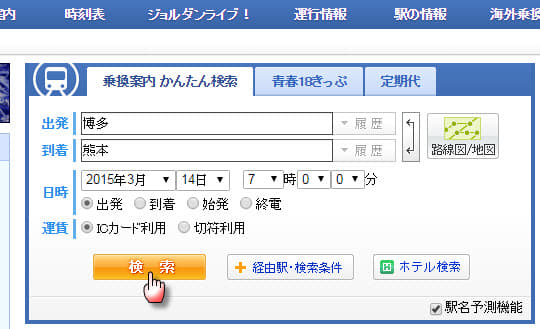 案内 時刻表 ジョルダンライブ! 運行情報 駅の情報 海外乗換
乗換案内 かんたん検索 青春18きっぷ 定期代
出発 博多 履歴
到着 熊本 履歴
路線図/地図
日時 2015年3月 14日 7 時 0 0 分
出発 到着 始発 終電
運賃 ICカード利用 切符利用
検 索 経由駅・検索条件 H ホテル検索
駅名予測機能